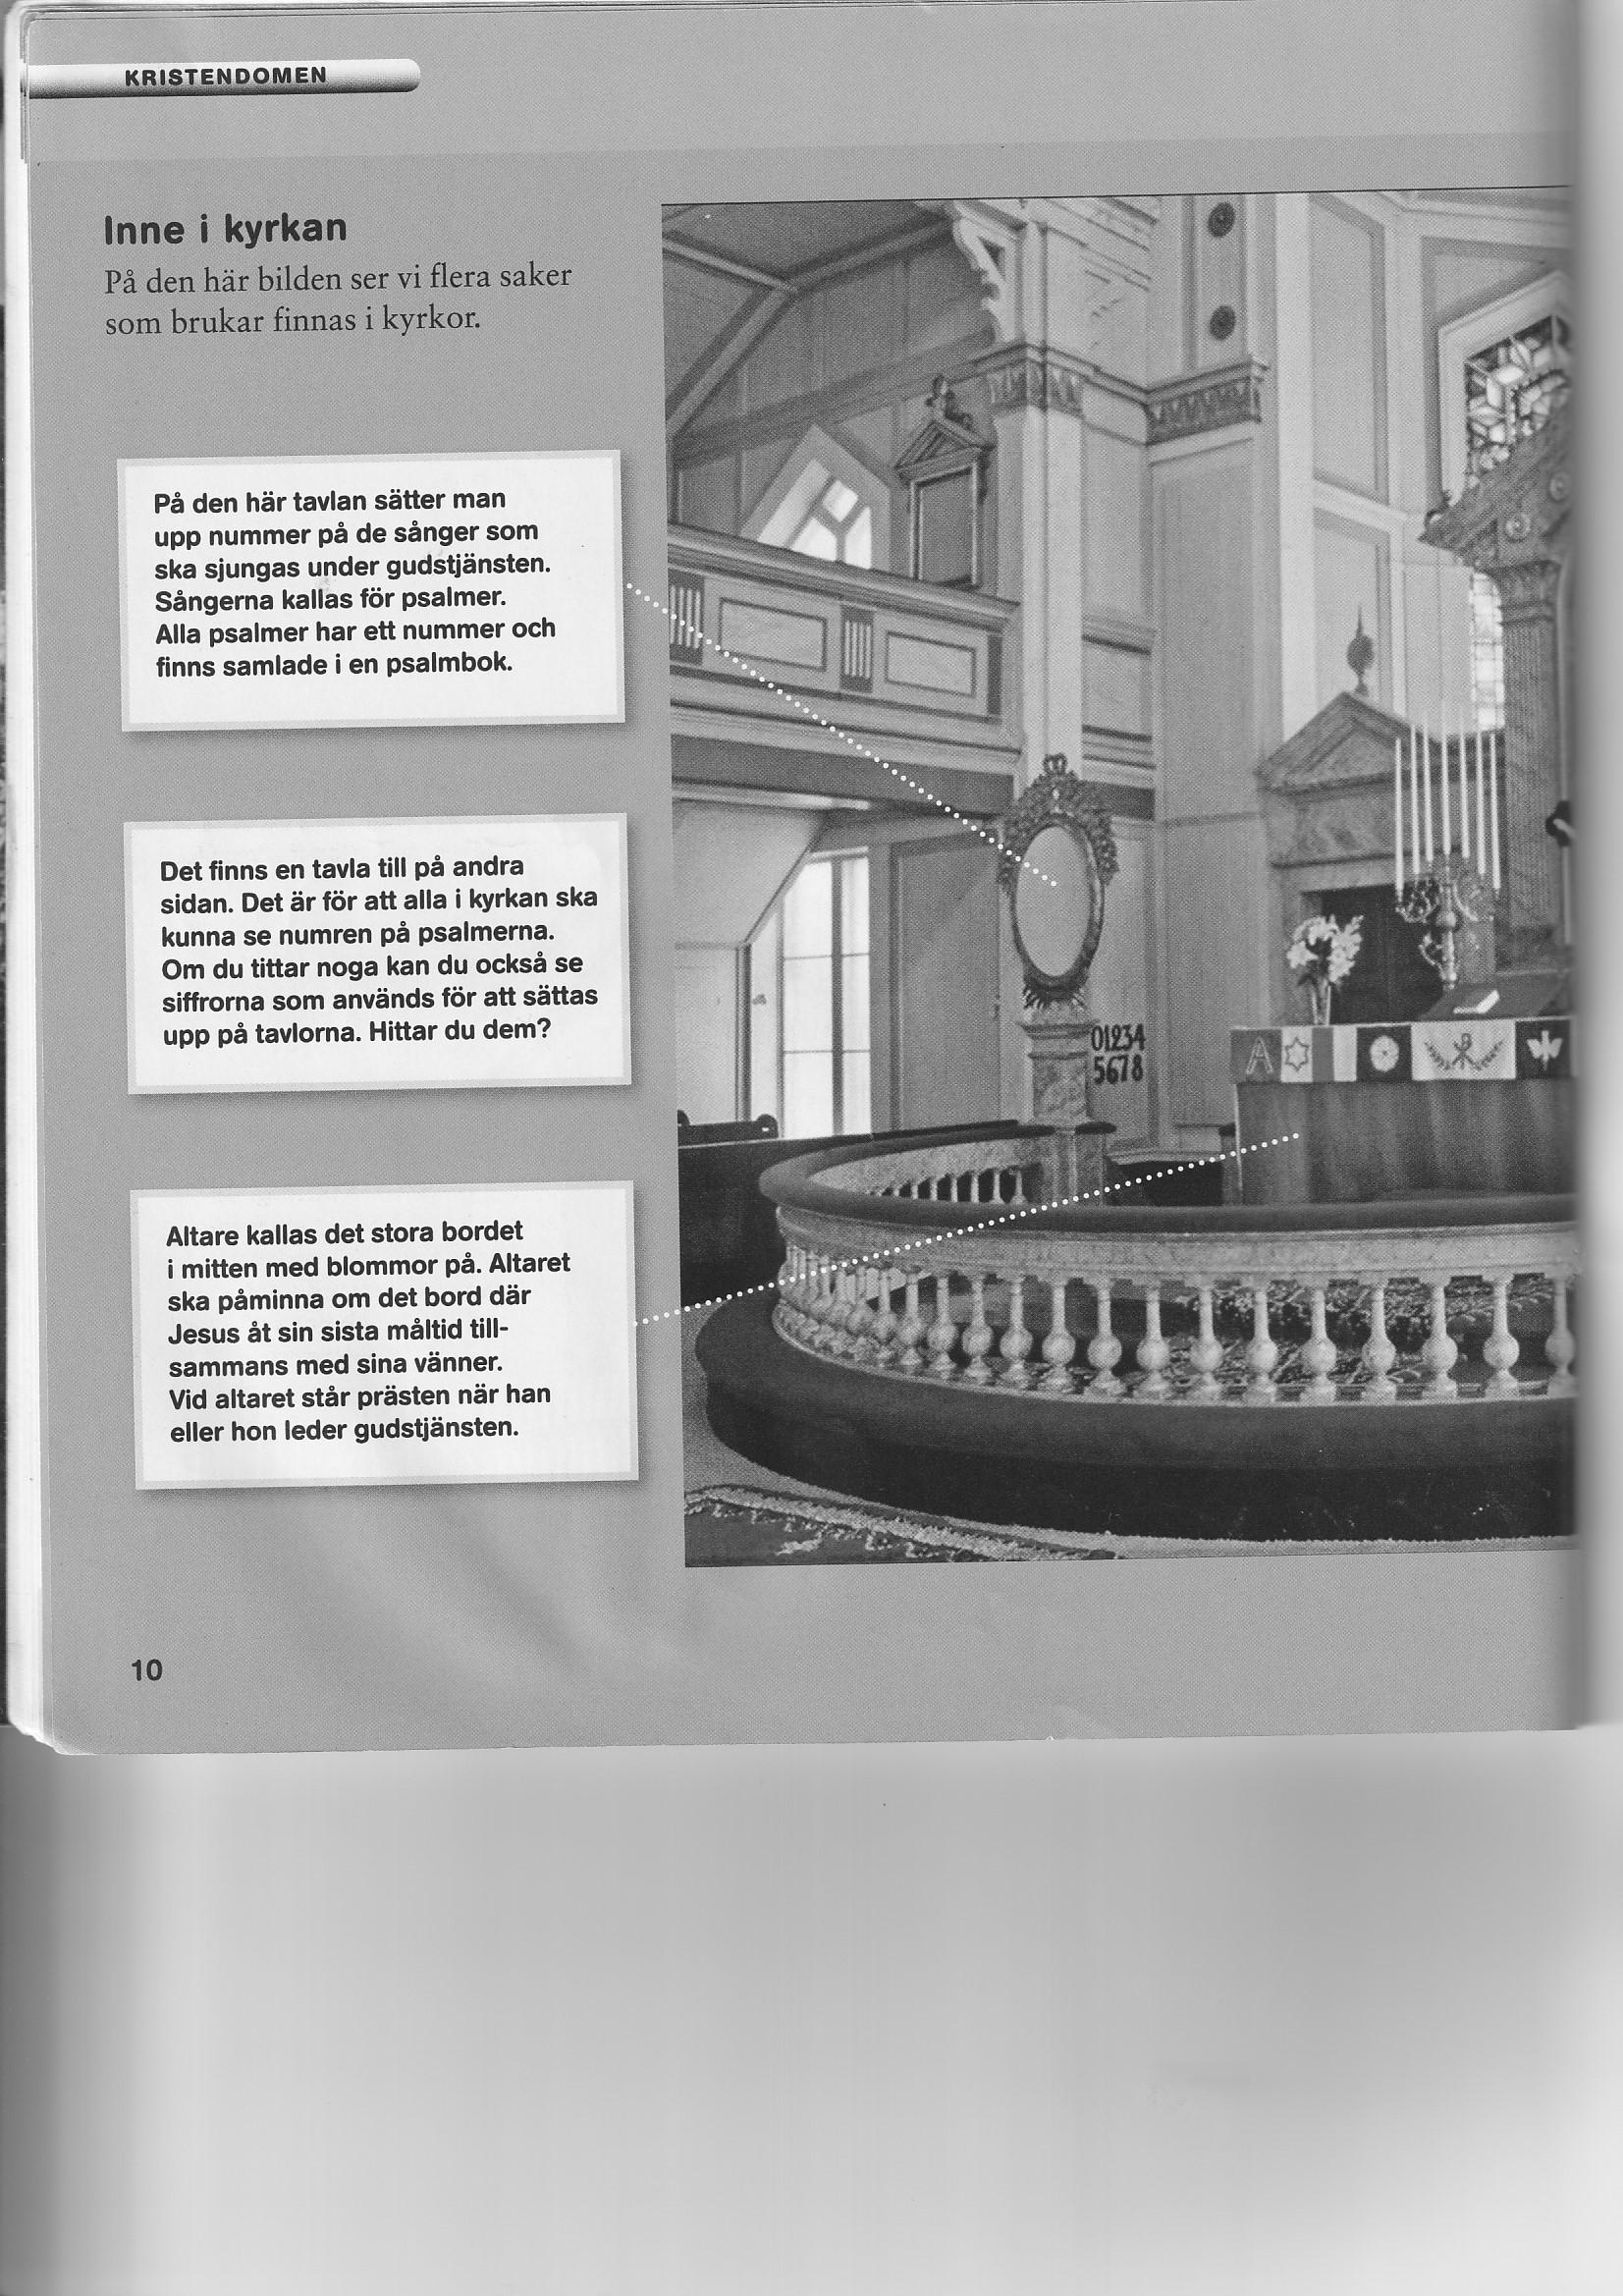 KRISTENDOMEN
Inne i kyrkan
På den här bilden ser vi flera saker
som brukar finnas i kyrkor.
På den här tavlan sätter man
upp nummer på de sånger som
ska sjungas under gudstjänsten.
Sångerna kallas för psalmer.
Alla psalmer har ett nummer och
finns samlade i en psalmbok.
Det finns en tavla till på andra
sidan. Det är för att alla i kyrkan ska
kunna se numren på psalmerna.
Om du tittar noga kan du också se
siffrorna som används för att sättas
upp på tavlorna. Hittar du dem?
Altare kallas det stora bordet
i mitten med blommor på. Altaret
ska påminna om det bord där
Jesus åt sin sista måltid till-
sammans med sina vänner.
Vid altaret står prästen när han
eller hon leder gudstjänsten.
01234
5678
A
10